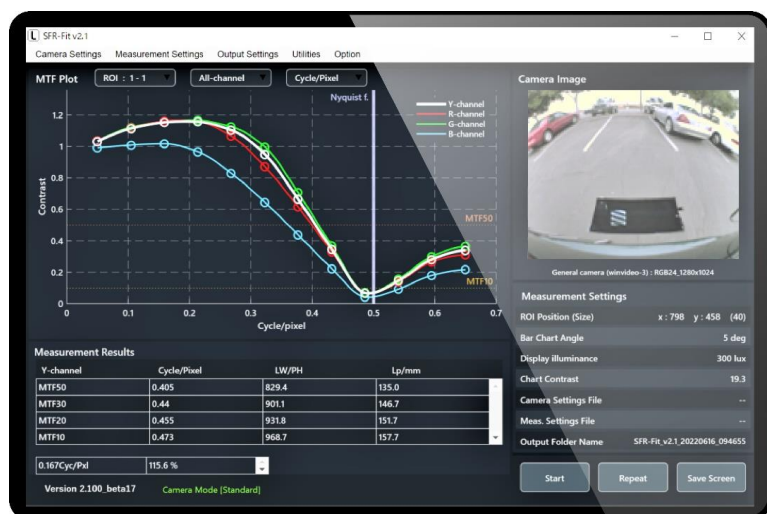 L SFR-Fit v2.1
Camera Settings Measurement Settings Output Settings Utilities Option
MTF Plot ROI : 1 - 1 All-channel Cycle/Pixel
Camera Image
Nyquist f.
Y-channel
R-channel
G-channel
B-channel
1.2
1
0.8
0.6
0.4
0.2
0
Contrast
MTF50
MTF10
0 0.1 0.2 0.3 0.4 0.5 0.6 0.7
Cycle/pixel
General camera (winvideo-3) : RGB24_1280x1024
Measurement Settings
ROI Position (Size) x : 798 y : 458 (40)
Bar Chart Angle 5 deg
Display illuminance 300 lux
Chart Contrast 19.3
Camera Settings File --
Meas. Settings File --
Output Folder Name SFR-Fit_v2.1_20220616_094655
Start Repeat Save Screen
Measurement Results
Y-channel Cycle/Pixel LW/PH Lp/mm
MTF50 0.405 829.4 135.0
MTF30 0.44 901.1 146.7
MTF20 0.455 931.8 151.7
MTF10 0.473 968.7 157.7
0.167Cyc/Pxl 115.6 %
Version 2.100_beta17 Camera Mode [Standard]